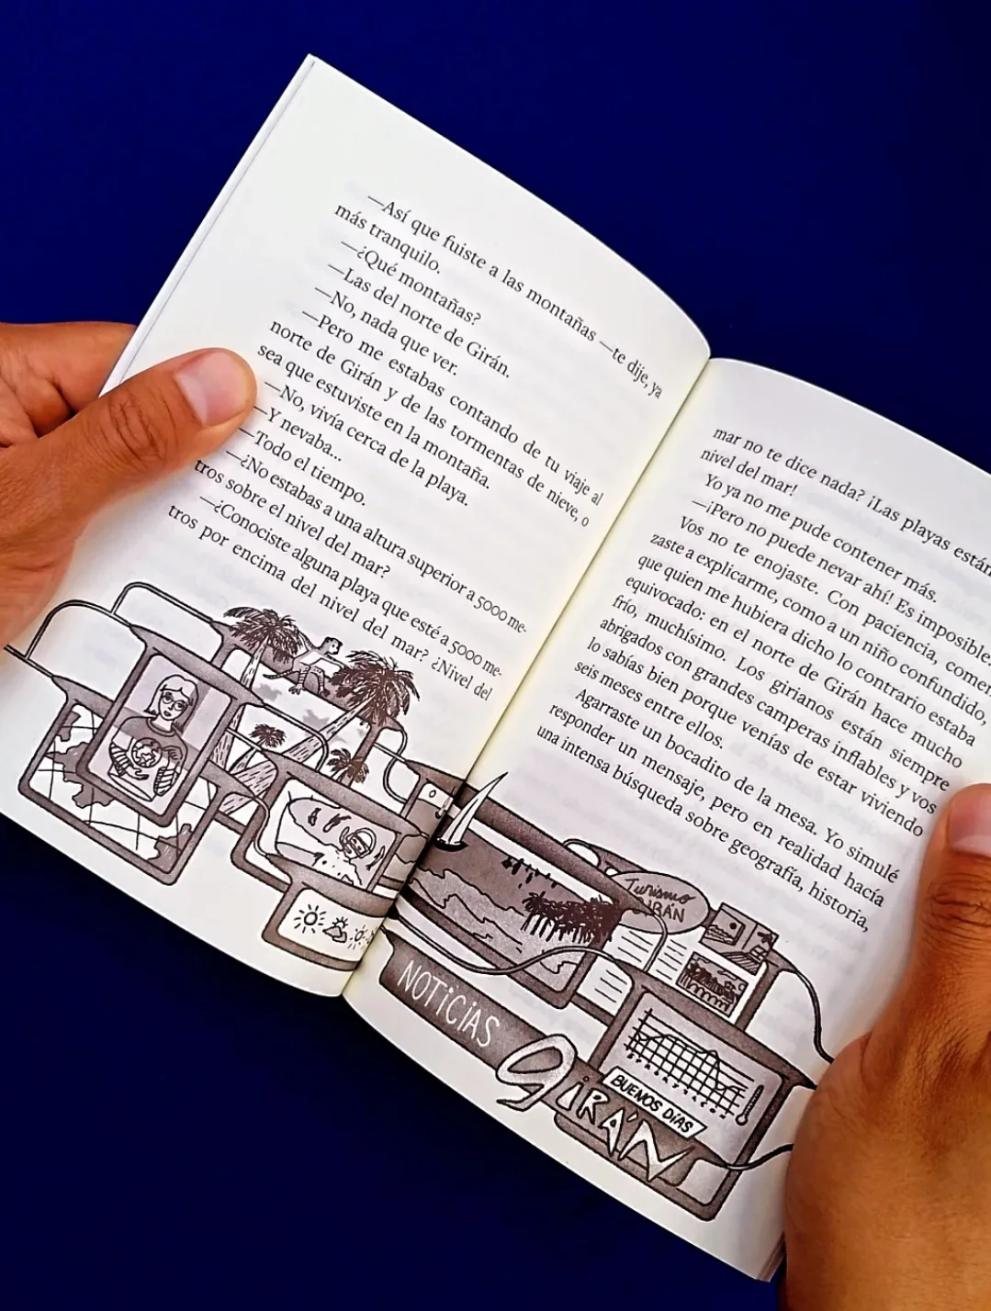 —Así que fuiste a las montañas —te dije, ya
más tranquilo.
—¿Qué montañas?
—Las del norte de Girán.
—No, nada que ver.
—Pero me estabas contando de tu viaje al
norte de Girán y de las tormentas de nieve, o
sea que estuviste en la montaña.
—No, vivía cerca de la playa.
—Y nevaba...
—Todo el tiempo.
—¿No estabas a una altura superior a 5000 me-
tros sobre el nivel del mar?
—¿Conociste alguna playa que esté a 5000 me-
tros por encima del nivel del mar? ¿Nivel del
mar no te dice nada? ¡Las playas están
nivel del mar!
Yo ya no me pude contener más.
—¡Pero no puede nevar ahí! Es imposible.
Vos no te enojaste. Con paciencia, comen
zaste a explicarme, como a un niño confundido,
que quien me hubiera dicho lo contrario estaba
equivocado: en el norte de Girán hace mucho
frío, muchísimo. Los girianos están siempre
abrigados con grandes camperas inflables y vos
lo sabías bien porque venías de estar viviendo
seis meses entre ellos.
Agarraste un bocadito de la mesa. Yo simulé
responder un mensaje, pero en realidad hacía
una intensa búsqueda sobre geografía, historia,
Turismo
IRÁN
NOTICIAS
GIRÁN
BUENOS DÍAS